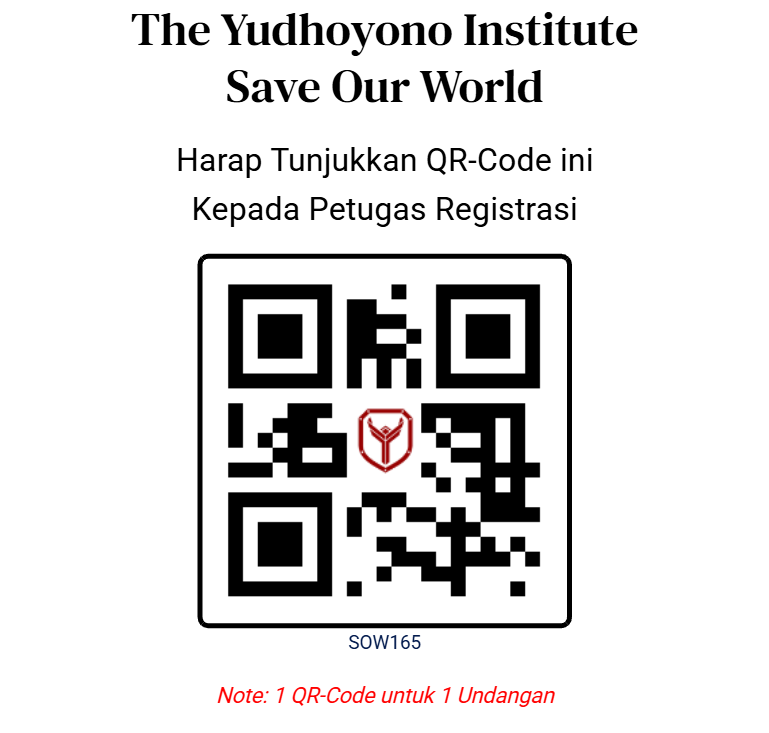 The Yudhoyono Institute
Save Our World
Harap Tunjukkan QR-Code ini
Kepada Petugas Registrasi
SOW165
Note: 1 QR-Code untuk 1 Undangan